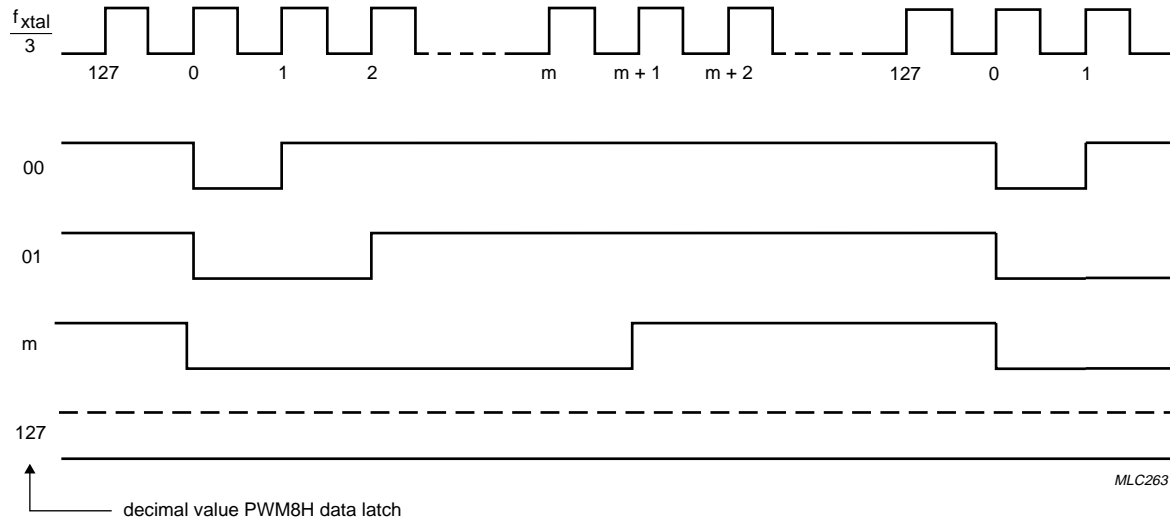 f xtal
3
127 0 1 2 m m + 1 m + 2 127 0 1
00
01
m
127
MLC263
decimal value PWM8H data latch